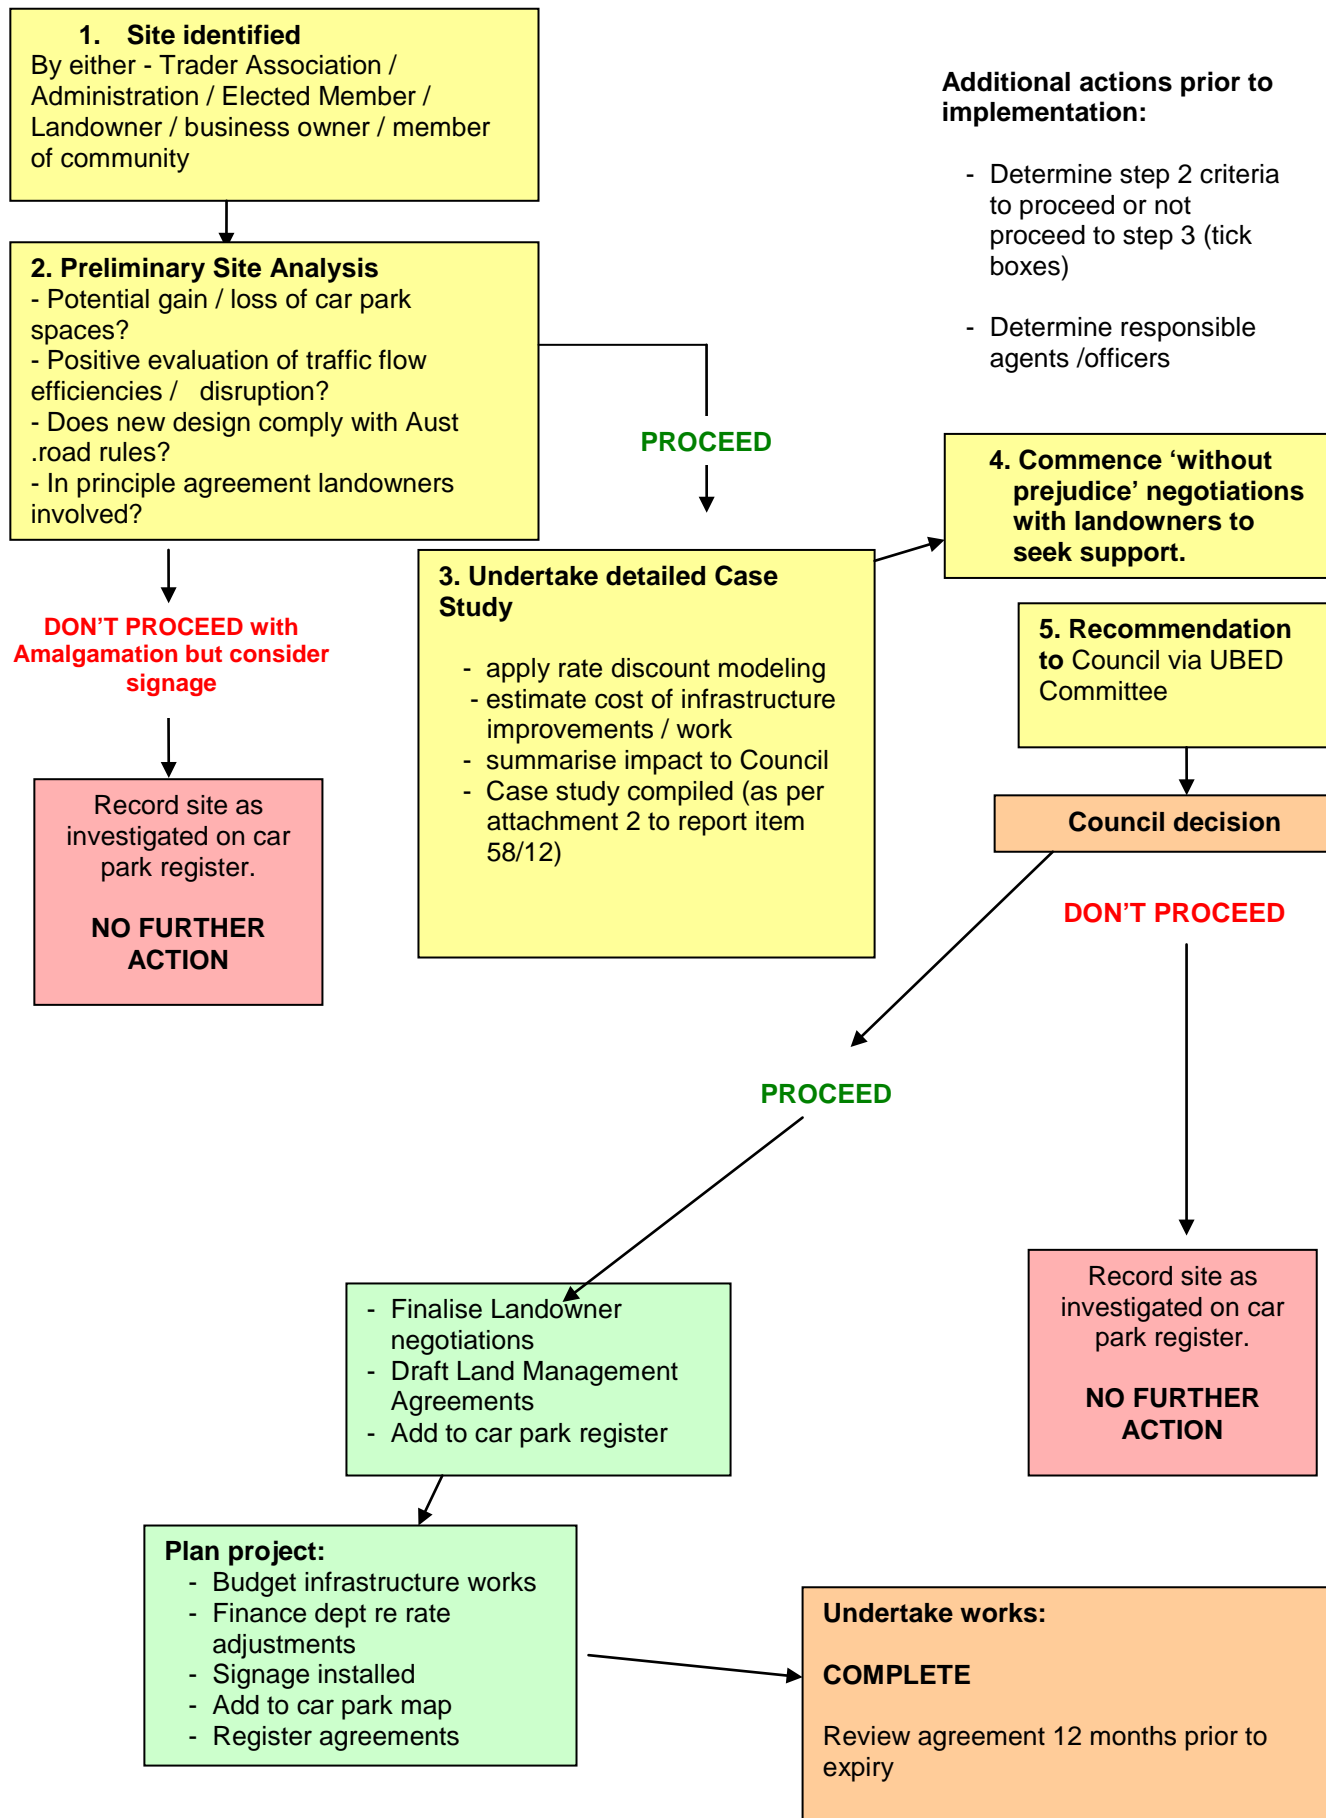 1. Site identified
By either - Trader Association /
Administration / Elected Member /
Landowner / business owner / member
of community
Additional actions prior to
implementation:
- Determine step 2 criteria
to proceed or not
proceed to step 3 (tick
boxes)
- Determine responsible
agents /officers
2. Preliminary Site Analysis
- Potential gain / loss of car park
spaces?
- Positive evaluation of traffic flow
efficiencies / disruption?
- Does new design comply with Aust
.road rules?
- In principle agreement landowners
involved?
PROCEED
4. Commence ‘without
prejudice’ negotiations
with landowners to
seek support.
DON’T PROCEED with
Amalgamation but consider
signage
3. Undertake detailed Case
Study
- apply rate discount modeling
- estimate cost of infrastructure
improvements / work
- summarise impact to Council
- Case study compiled (as per
attachment 2 to report item
58/12)
5. Recommendation
to Council via UBED
Committee
Record site as
investigated on car
park register.
NO FURTHER
ACTION
Council decision
DON’T PROCEED
PROCEED
Record site as
investigated on car
park register.
NO FURTHER
ACTION
- Finalise Landowner
negotiations
- Draft Land Management
Agreements
- Add to car park register
Plan project:
- Budget infrastructure works
- Finance dept re rate
adjustments
- Signage installed
- Add to car park map
- Register agreements
Undertake works:
COMPLETE
Review agreement 12 months prior to
expiry